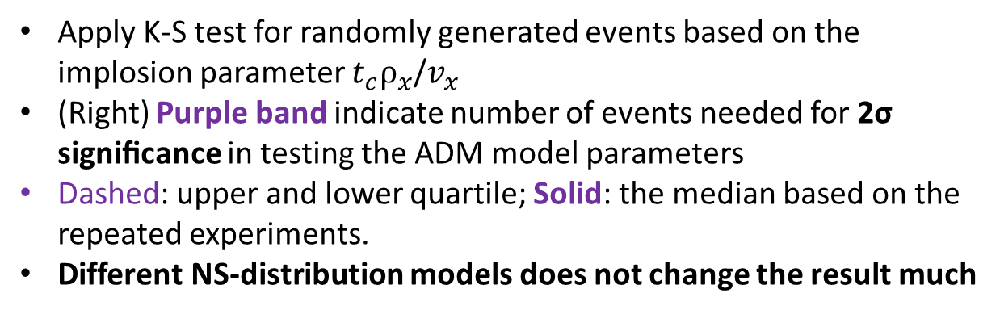 • Apply K-S test for randomly generated events based on the
implosion parameter t_cρ_x/v_x
• (Right) Purple band indicate number of events needed for 2σ
significance in testing the ADM model parameters
• Dashed: upper and lower quartile; Solid: the median based on the
repeated experiments.
• Different NS-distribution models does not change the result much